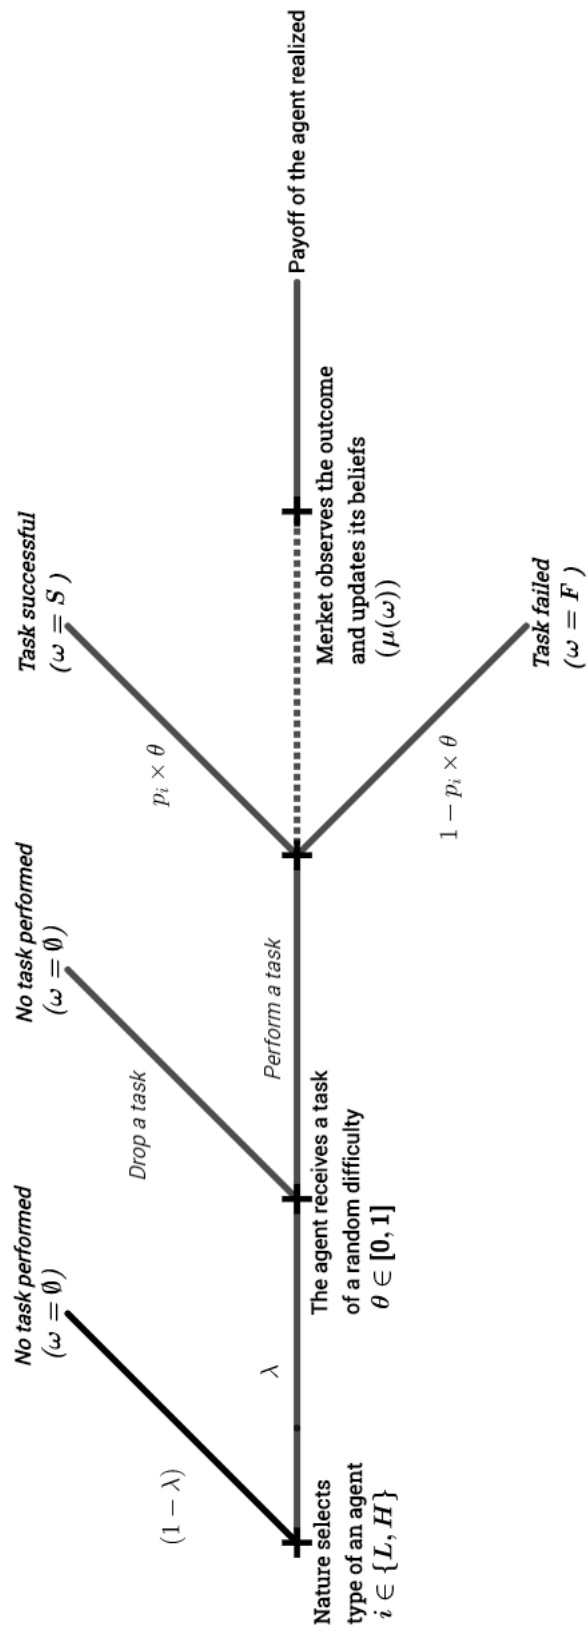 No task performed
(ω = ∅)
No task performed
(ω = ∅)
Task successful
(ω = S )
(1 − λ)
Drop a task
p_i × θ
λ
Perform a task
Payoff of the agent realized
Nature selects
type of an agent
i ∈ {L, H}
The agent receives a task
of a random difficulty
θ ∈ [0, 1]
Merket observes the outcome
and updates its beliefs
(μ(ω))
1 − p_i × θ
Task failed
(ω = F )